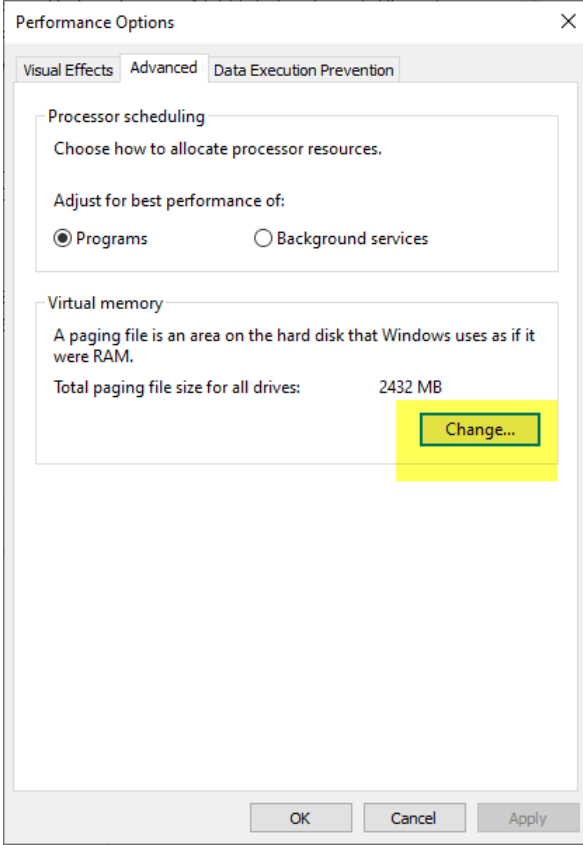 Performance Options
Visual Effects Advanced Data Execution Prevention
Processor scheduling
Choose how to allocate processor resources.
Adjust for best performance of:
Programs Background services
Virtual memory
A paging file is an area on the hard disk that Windows uses as if it
were RAM.
Total paging file size for all drives: 2432 MB
Change...
OK Cancel Apply